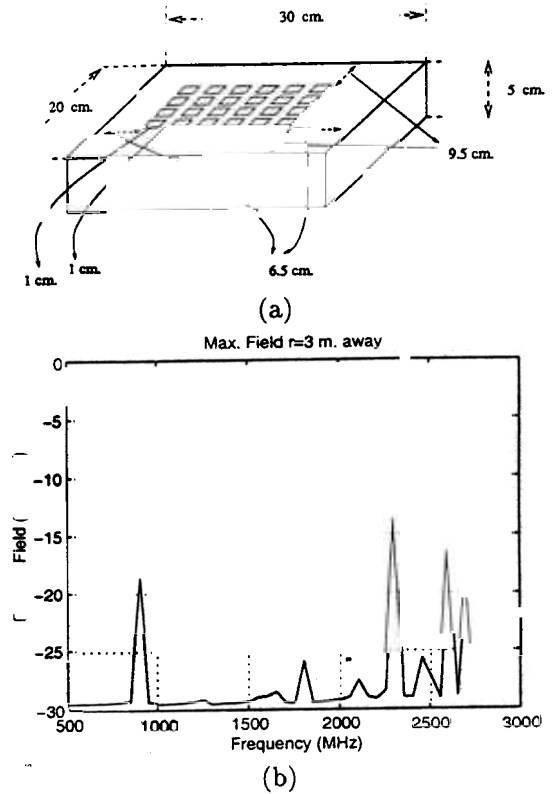 30 cm.
20 cm.
5 cm.
9.5 cm.
1 cm.
1 cm.
6.5 cm.
(a)
Max. Field r=3 m. away
0
−5
−10
−15
−20
−25
−30
Field (
500
1000
1500
2000
2500
3000
Frequency (MHz)
(b)